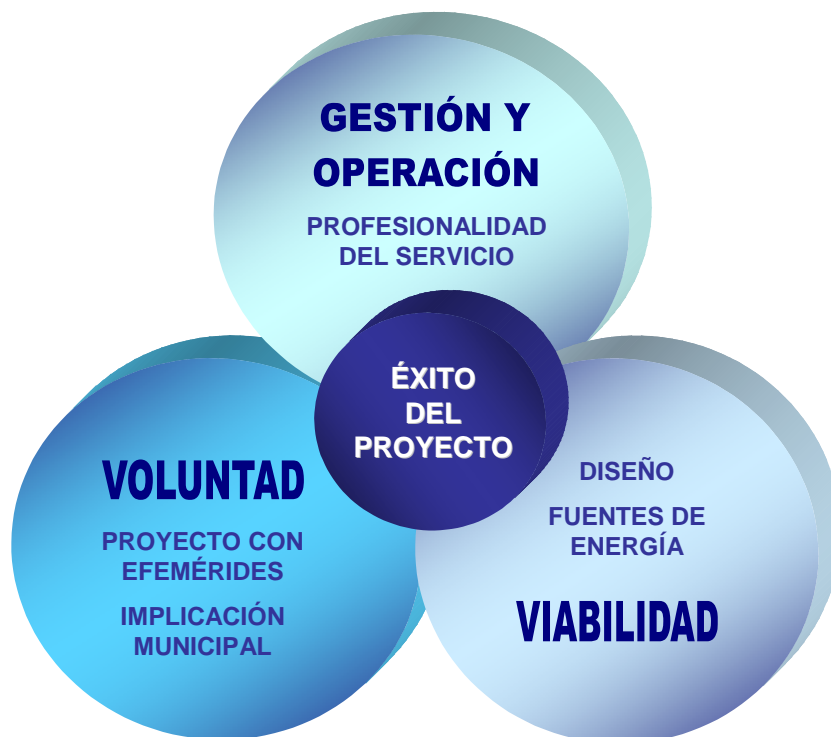 GESTIÓN Y
OPERACIÓN
PROFESIONALIDAD
DEL SERVICIO
ÉXITO
DEL
PROYECTO
VOLUNTAD
PROYECTO CON
EFEMÉRIDES
IMPLICACIÓN
MUNICIPAL
DISEÑO
FUENTES DE
ENERGÍA
VIABILIDAD